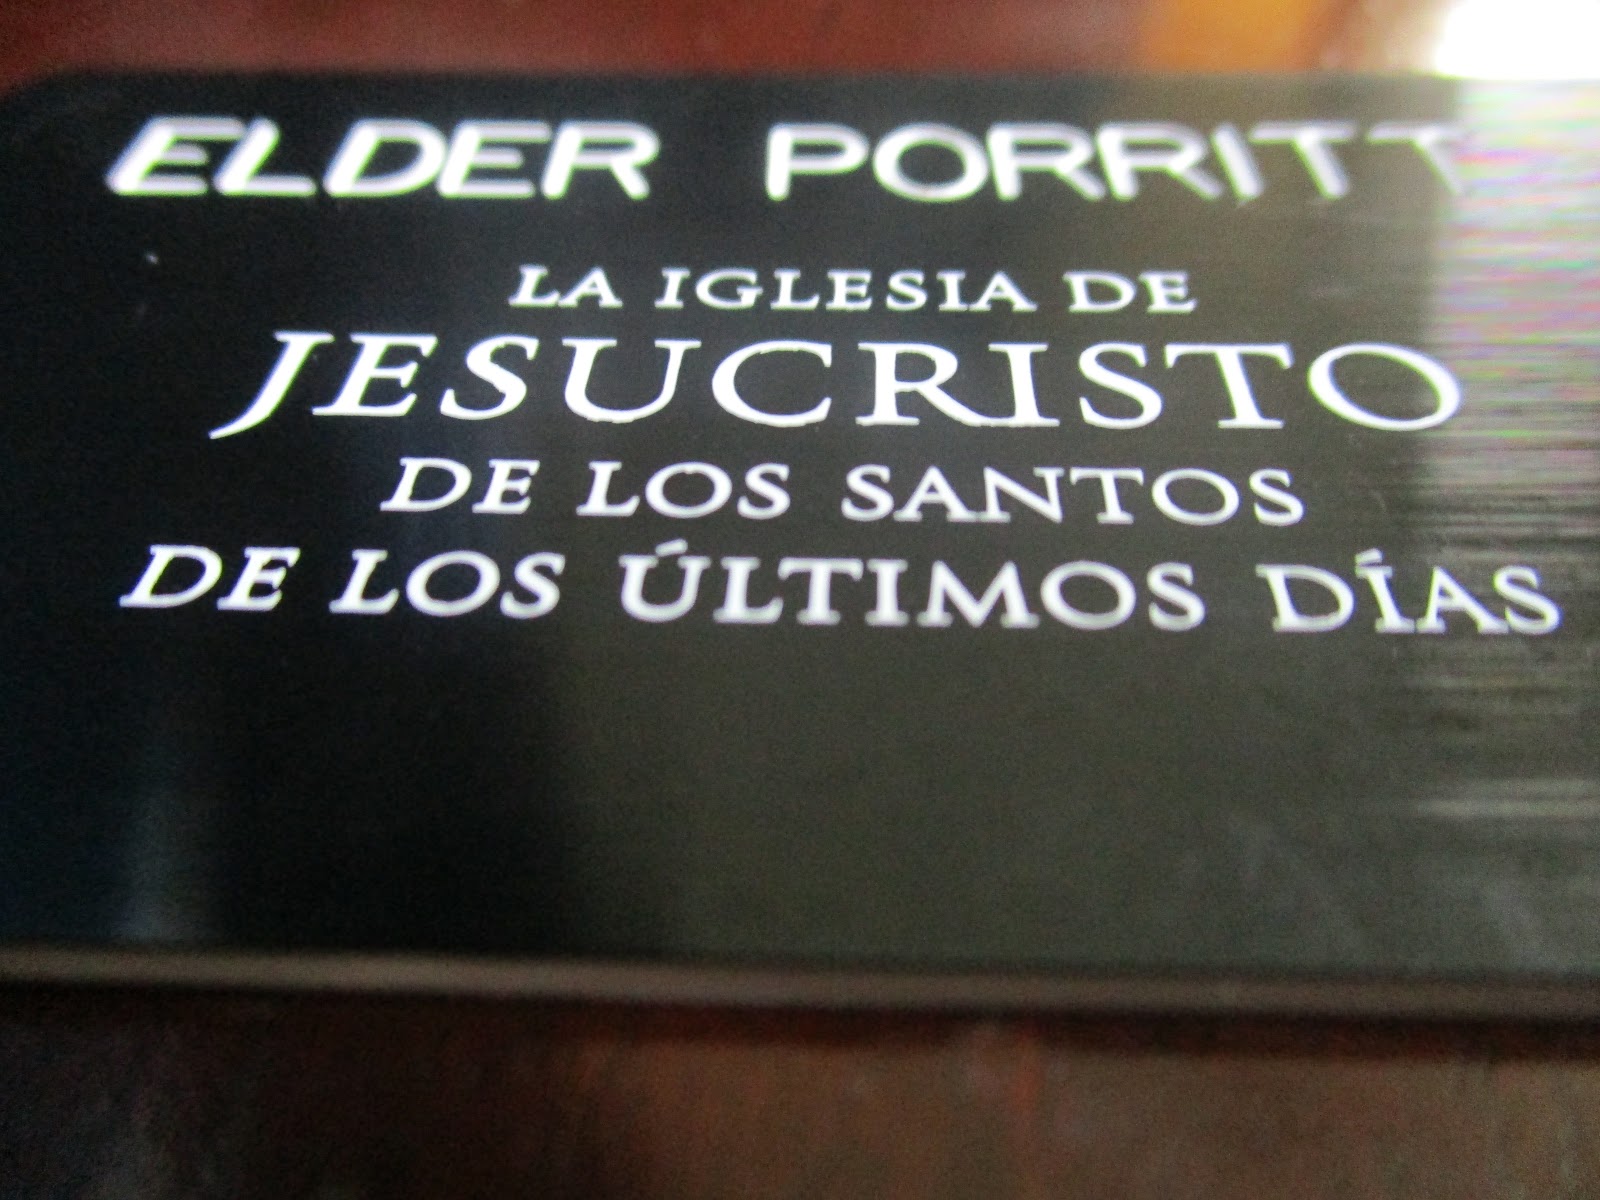 ELDER PORRITT
LA IGLESIA DE
JESUCRISTO
DE LOS SANTOS
DE LOS ÚLTIMOS DÍAS